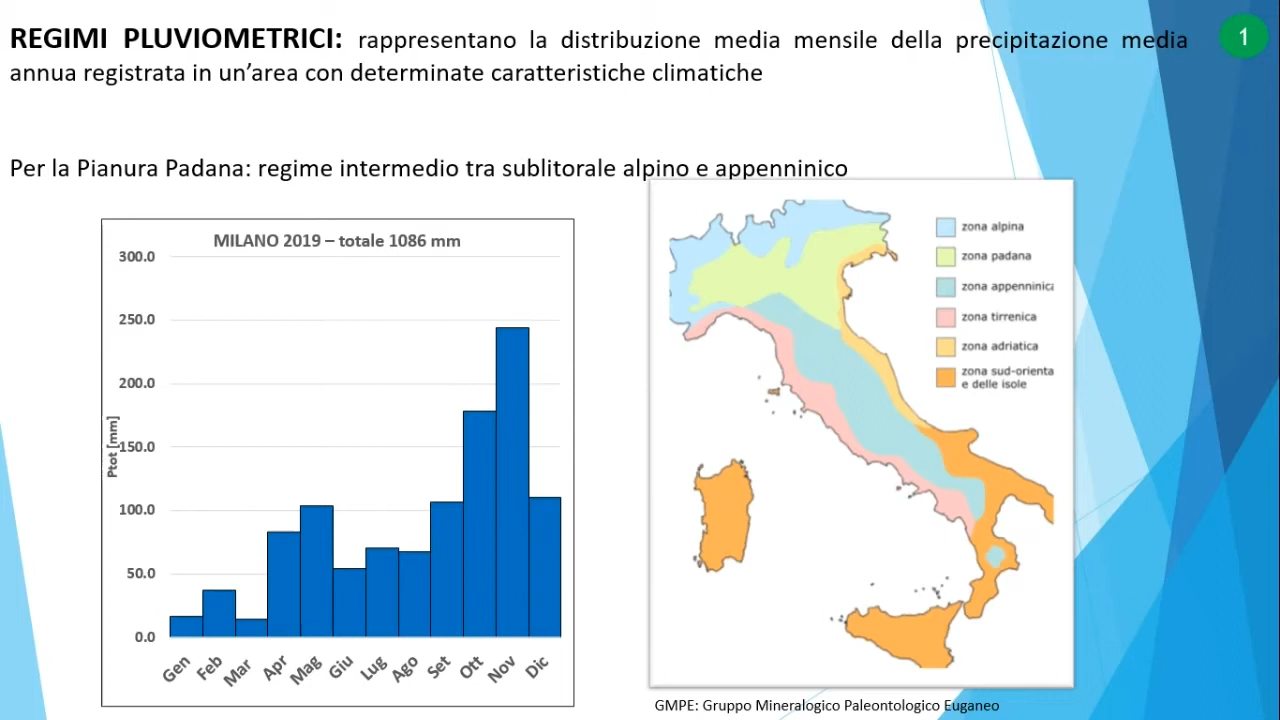 REGIMI PLUVIOMETRICI: rappresentano la distribuzione media mensile della precipitazione media
annua registrata in un'area con determinate caratteristiche climatiche
1
Per la Pianura Padana: regime intermedio tra sublitorale alpino e appenninico
MILANO 2019 – totale 1086 mm
300.0
250.0
200.0
150.0
100.0
50.0
0.0
Ptot [mm]
Gen Feb Mar Apr Mag Giu Lug Ago Set Ott Nov Dic
zona alpina
zona padana
zona appenninica
zona tirrenica
zona adriatica
zona sud-orienta
e delle isole
GMPE: Gruppo Mineralogico Paleontologico Euganeo